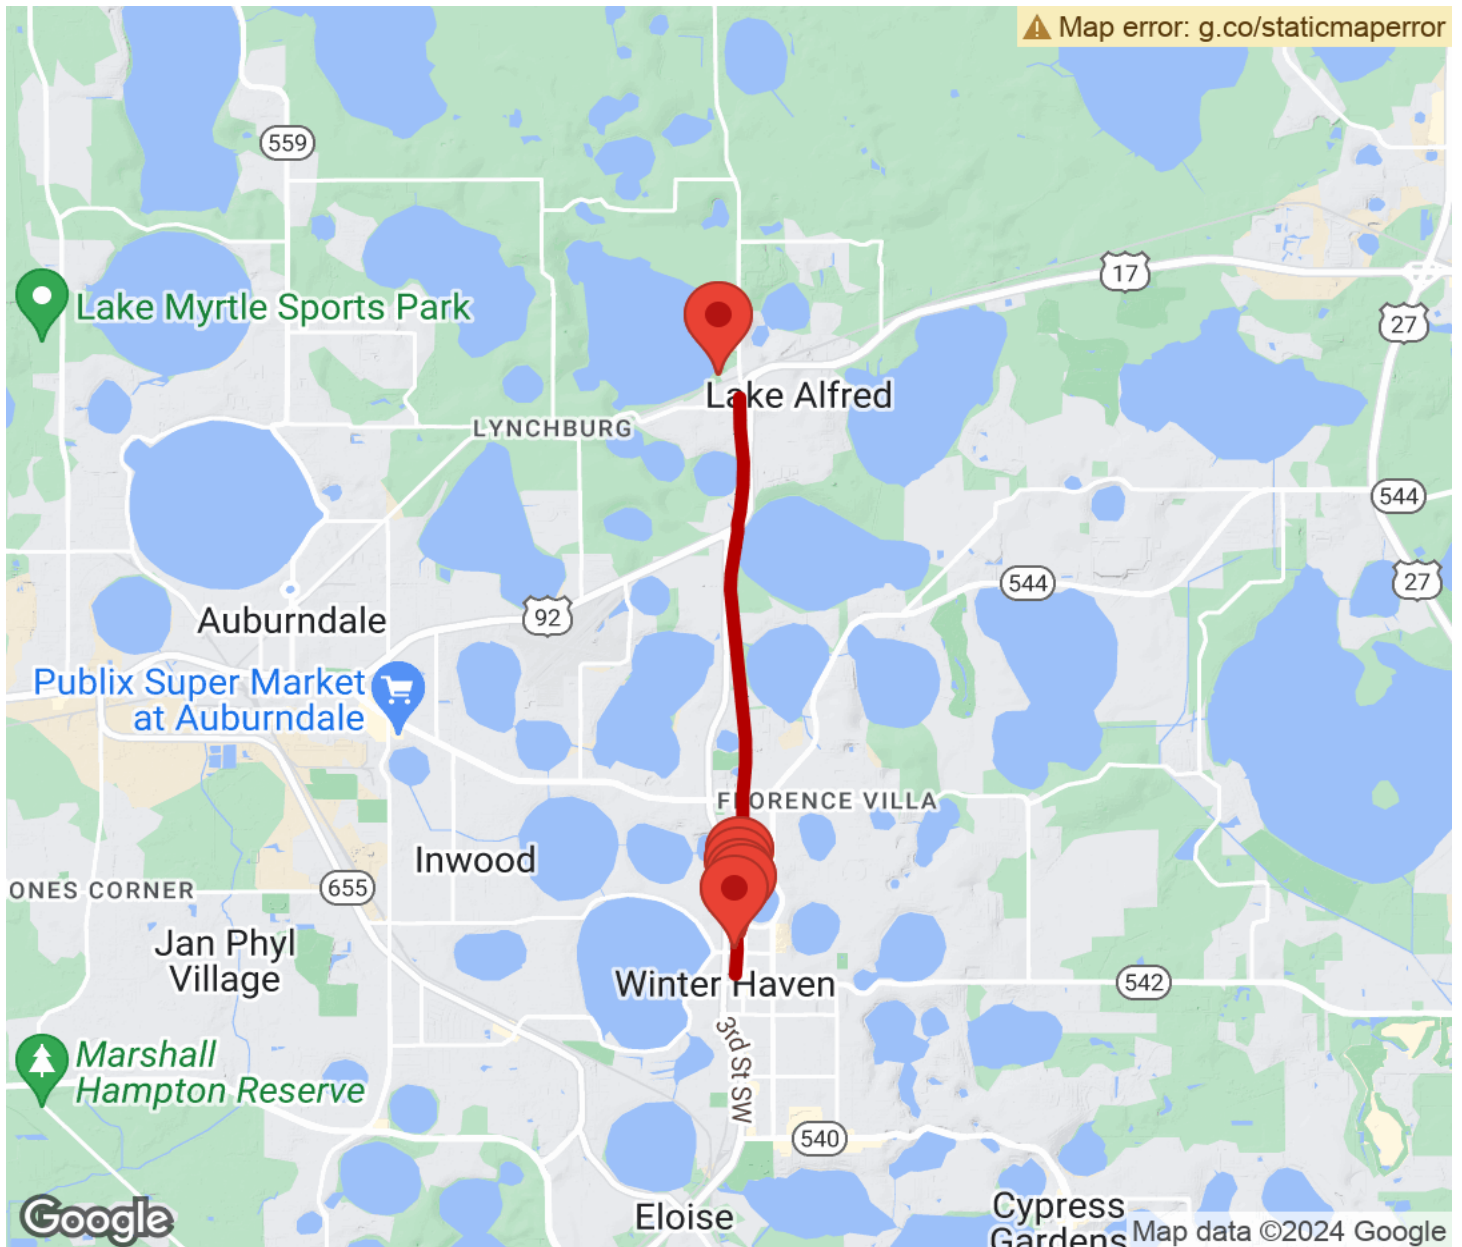 Map error: g.co/staticmaperror
559
17
Lake Myrtle Sports Park
27
Lake Alfred
LYNCHBURG
544
544
27
92
Auburndale
Publix Super Market
at Auburndale
FLORENCE VILLA
Inwood
ONES CORNER
655
Jan Phyl
Village
Winter Haven
542
3rd St SW
Marshall
Hampton Reserve
540
Cypress
Gardens
Eloise
Google
Map data ©2024 Google